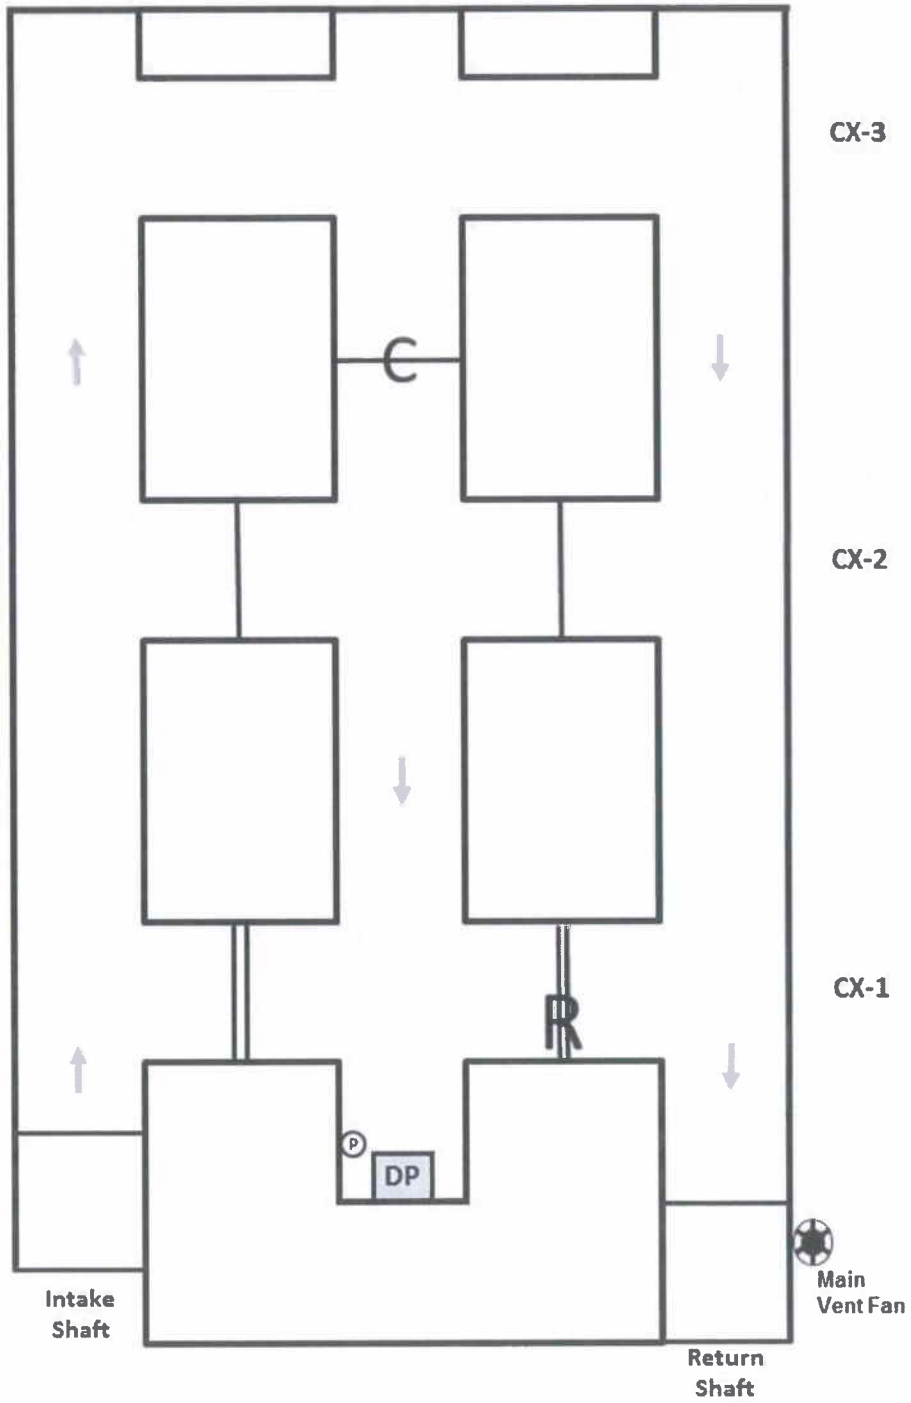 CX-3
C
CX-2
CX-1
R
P
DP
Main
Vent Fan
Intake
Shaft
Return
Shaft